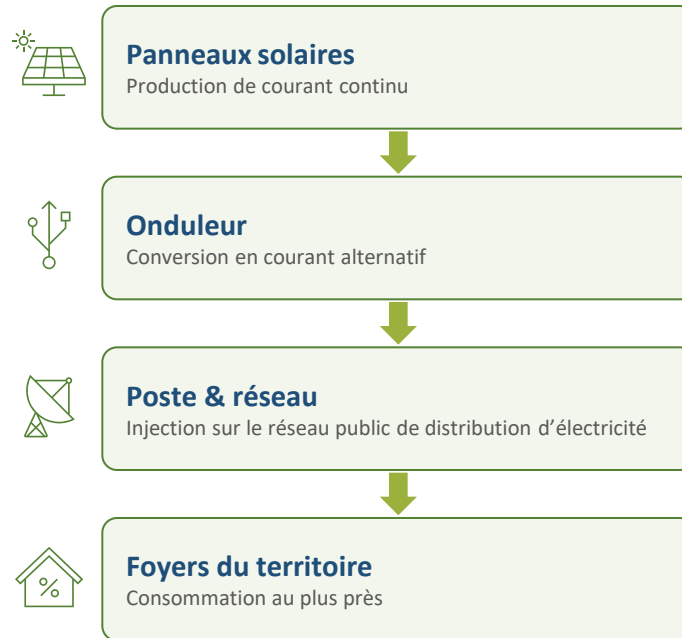 Panneaux solaires
Production de courant continu
Onduleur
Conversion en courant alternatif
Poste & réseau
Injection sur le réseau public de distribution d’électricité
Foyers du territoire
Consommation au plus près